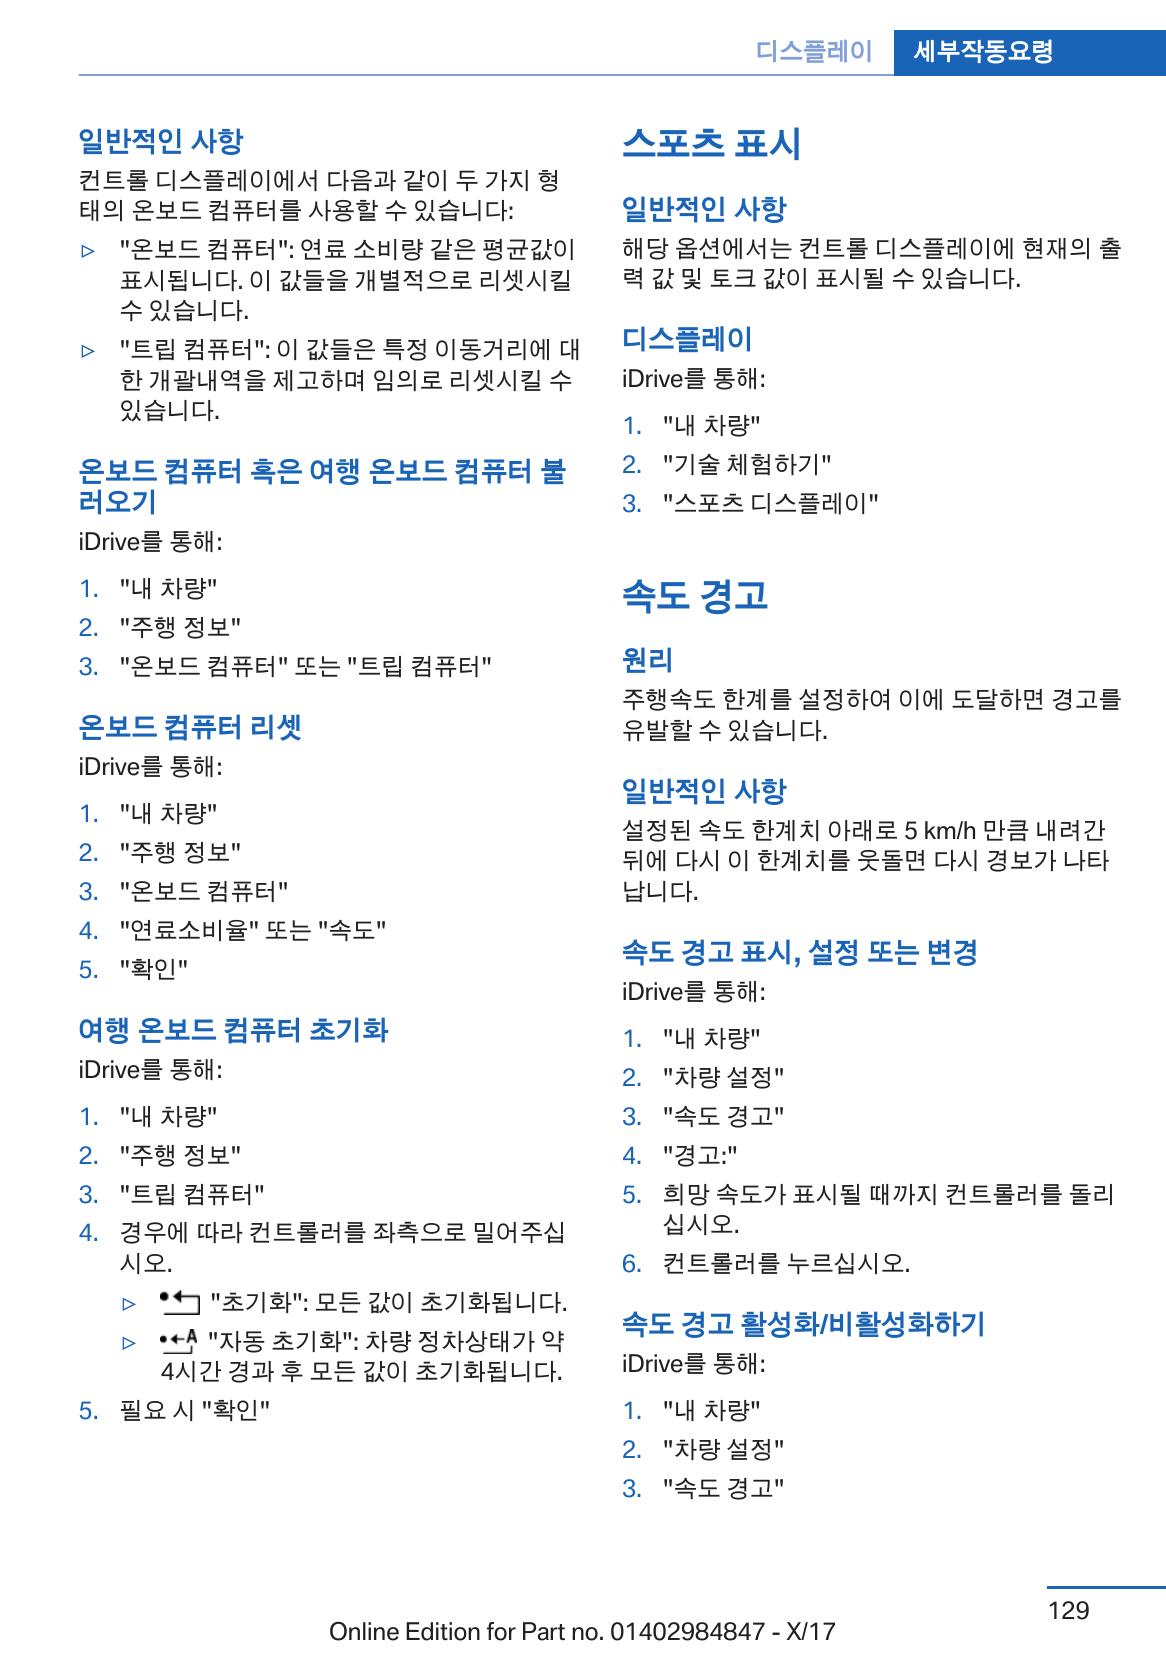 디스플레이 세부작동요령
일반적인 사항
컨트롤 디스플레이에서 다음과 같이 두 가지 형
태의 온보드 컴퓨터를 사용할 수 있습니다:
▷ "온보드 컴퓨터": 연료 소비량 같은 평균값이
표시됩니다. 이 값들을 개별적으로 리셋시킬
수 있습니다.
▷ "트립 컴퓨터": 이 값들은 특정 이동거리에 대
한 개괄내역을 제고하며 임의로 리셋시킬 수
있습니다.
온보드 컴퓨터 혹은 여행 온보드 컴퓨터 불
러오기
iDrive를 통해:
1. "내 차량"
2. "주행 정보"
3. "온보드 컴퓨터" 또는 "트립 컴퓨터"
온보드 컴퓨터 리셋
iDrive를 통해:
1. "내 차량"
2. "주행 정보"
3. "온보드 컴퓨터"
4. "연료소비율" 또는 "속도"
5. "확인"
여행 온보드 컴퓨터 초기화
iDrive를 통해:
1. "내 차량"
2. "주행 정보"
3. "트립 컴퓨터"
4. 경우에 따라 컨트롤러를 좌측으로 밀어주십
시오.
▷ "초기화": 모든 값이 초기화됩니다.
▷ "자동 초기화": 차량 정차상태가 약
4시간 경과 후 모든 값이 초기화됩니다.
5. 필요 시 "확인"
스포츠 표시
일반적인 사항
해당 옵션에서는 컨트롤 디스플레이에 현재의 출
력 값 및 토크 값이 표시될 수 있습니다.
디스플레이
iDrive를 통해:
1. "내 차량"
2. "기술 체험하기"
3. "스포츠 디스플레이"
속도 경고
원리
주행속도 한계를 설정하여 이에 도달하면 경고를
유발할 수 있습니다.
일반적인 사항
설정된 속도 한계치 아래로 5 km/h 만큼 내려간
뒤에 다시 이 한계치를 웃돌면 다시 경보가 나타
납니다.
속도 경고 표시, 설정 또는 변경
iDrive를 통해:
1. "내 차량"
2. "차량 설정"
3. "속도 경고"
4. "경고:"
5. 희망 속도가 표시될 때까지 컨트롤러를 돌리
십시오.
6. 컨트롤러를 누르십시오.
속도 경고 활성화/비활성화하기
iDrive를 통해:
1. "내 차량"
2. "차량 설정"
3. "속도 경고"
129
Online Edition for Part no. 01402984847 - X/17